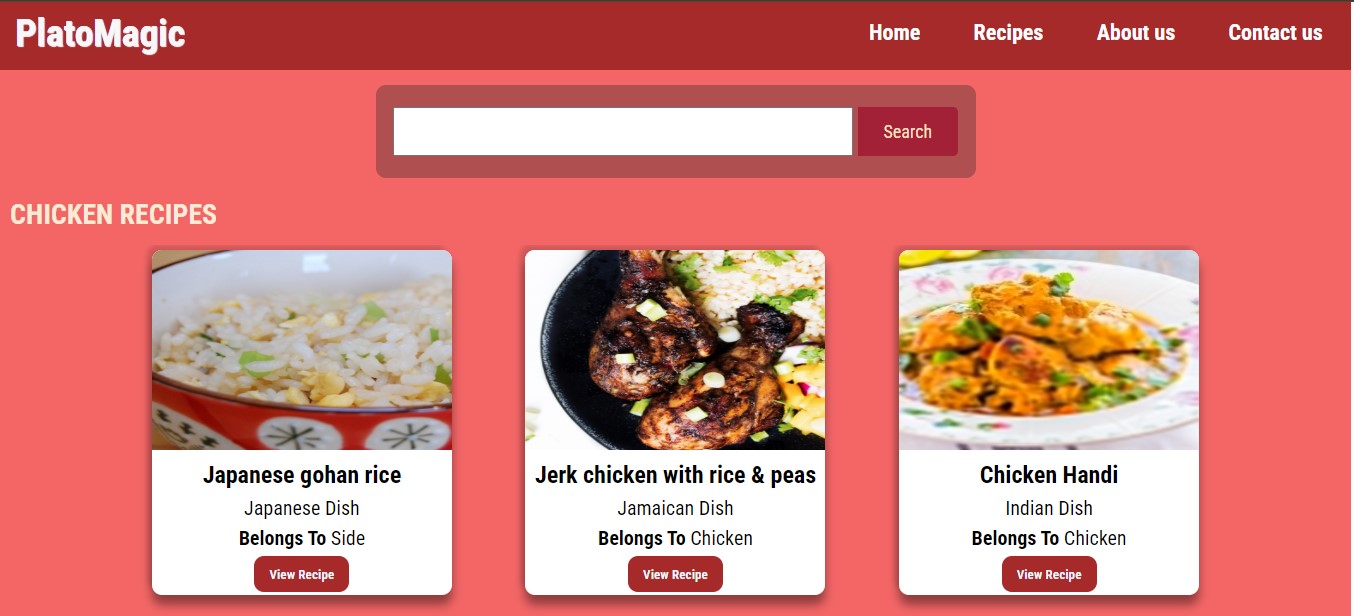 PlatoMagic
Home Recipes About us Contact us
Search
CHICKEN RECIPES
Japanese gohan rice
Japanese Dish
Belongs To Side
View Recipe
Jerk chicken with rice & peas
Jamaican Dish
Belongs To Chicken
View Recipe
Chicken Handi
Indian Dish
Belongs To Chicken
View Recipe